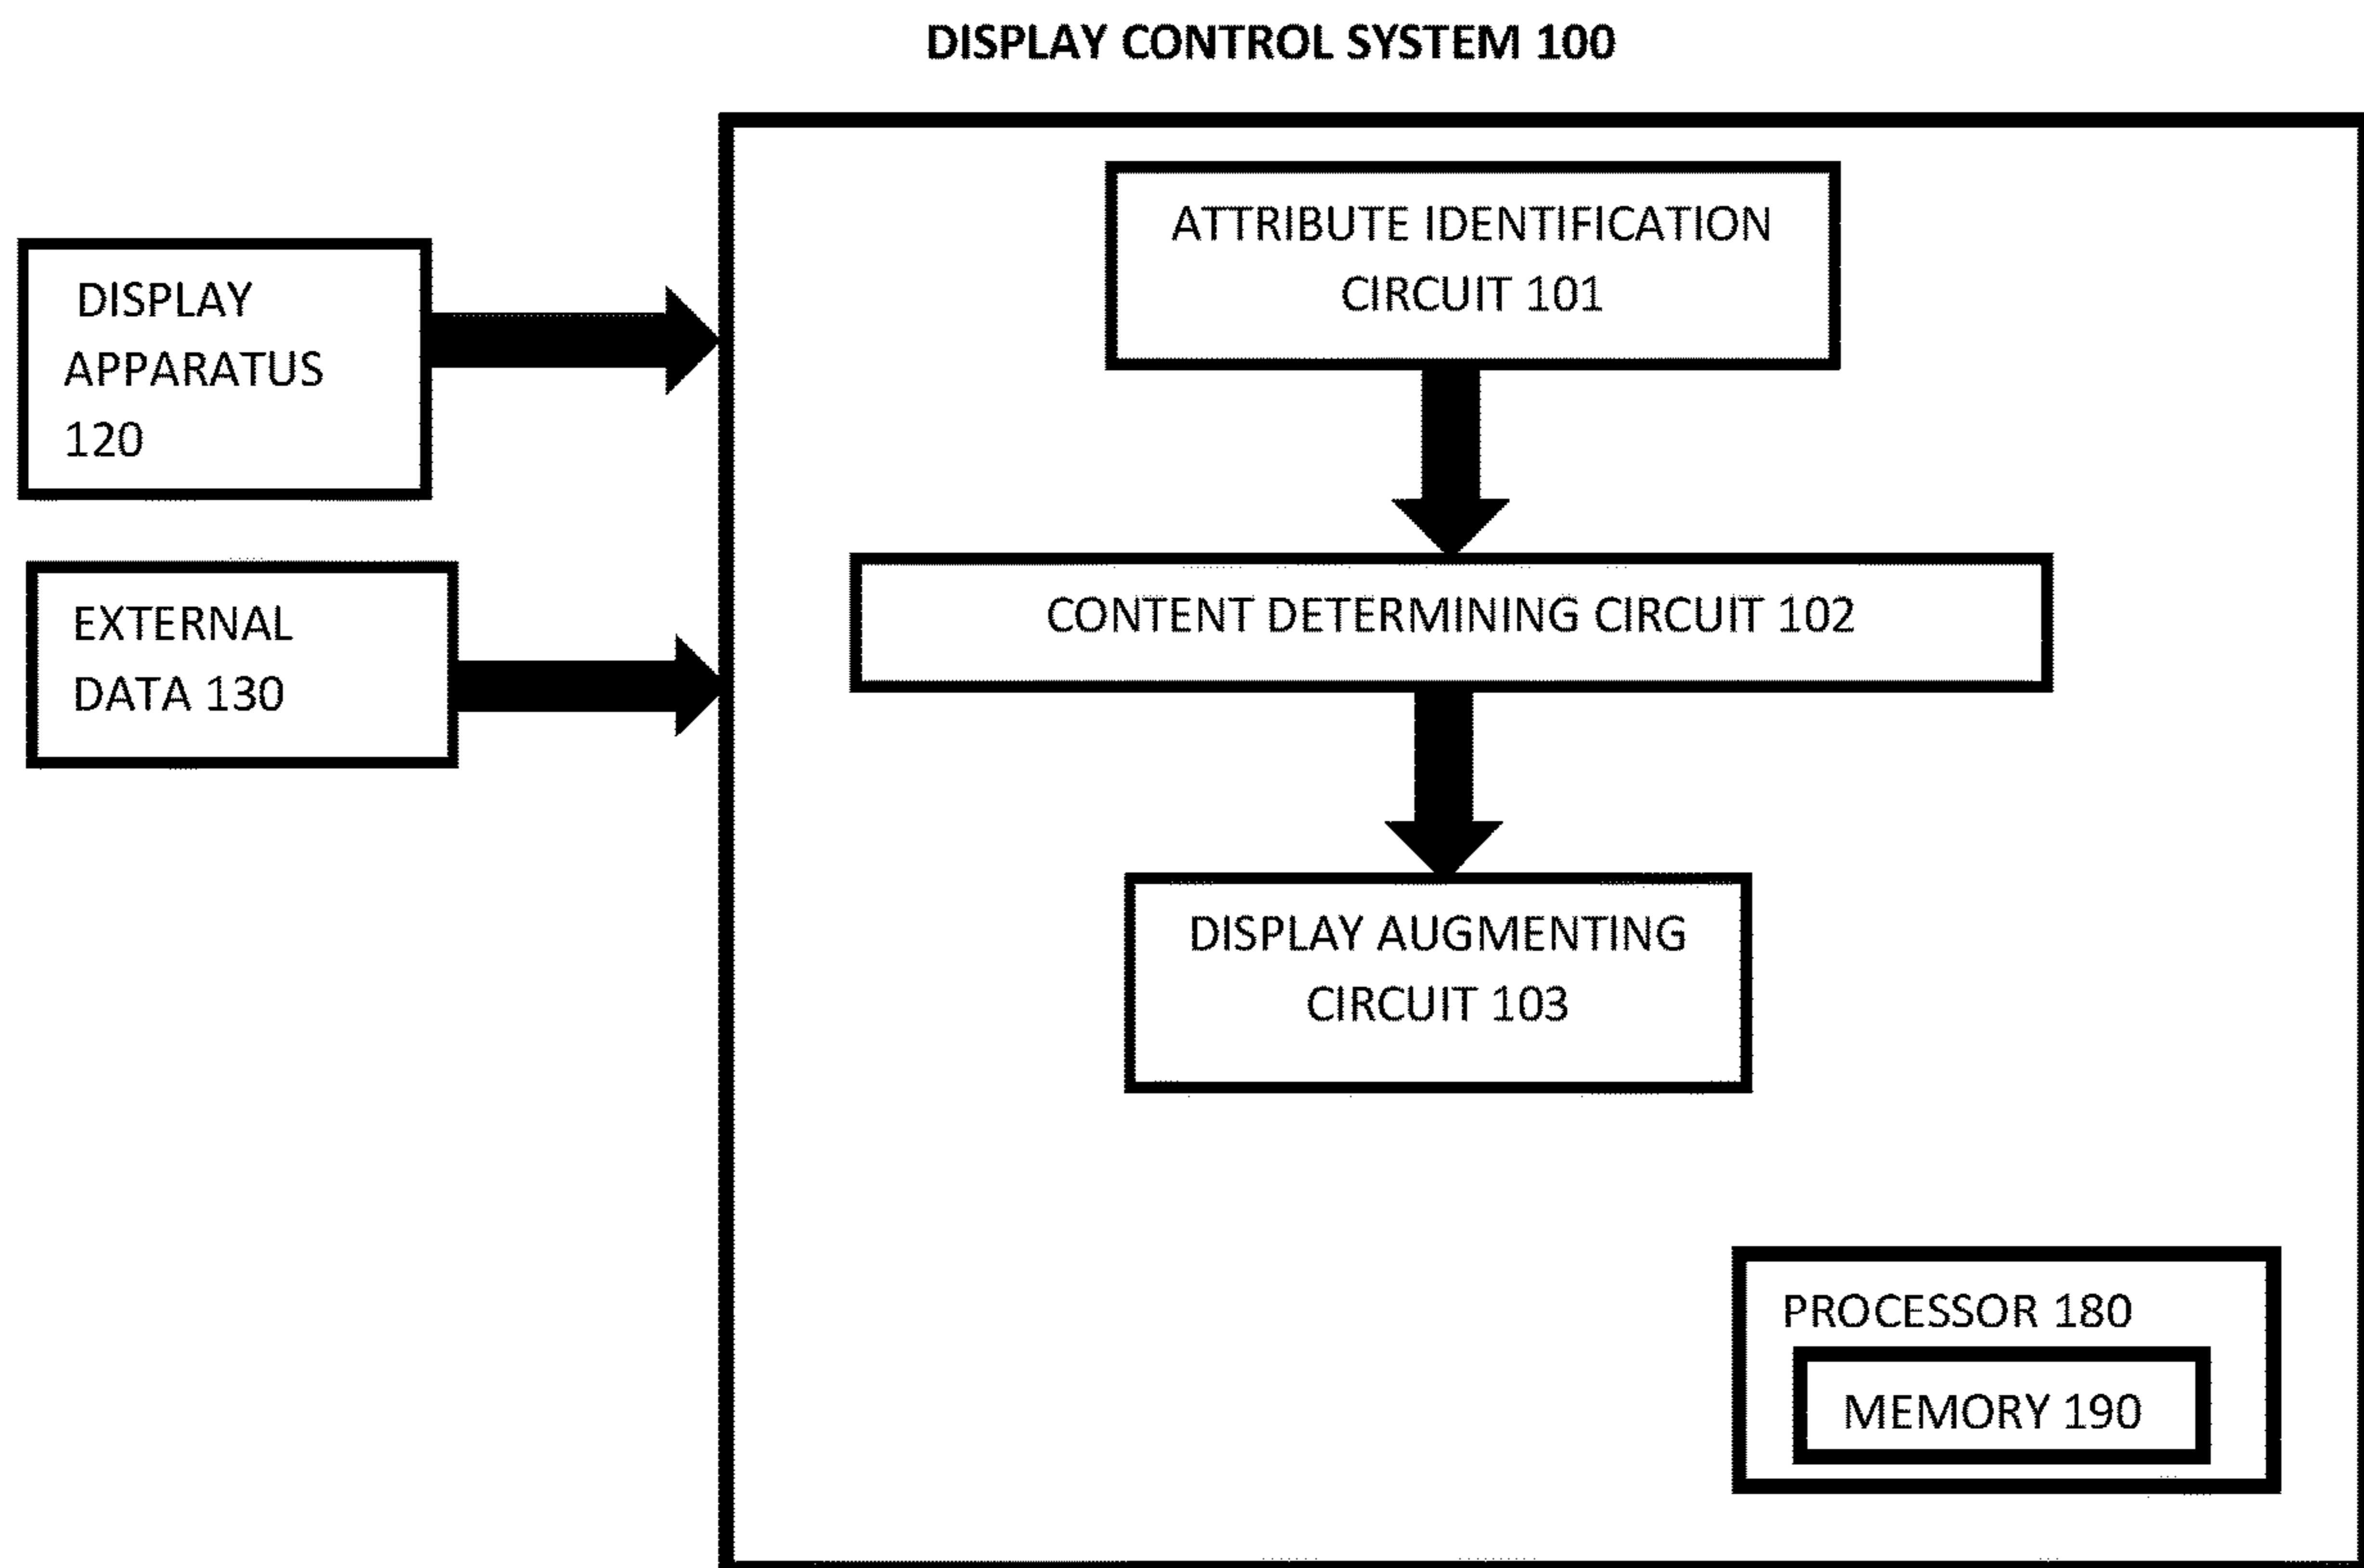 DISPLAY CONTROL SYSTEM 100
DISPLAY
APPARATUS
120
EXTERNAL
DATA 130
ATTRIBUTE IDENTIFICATION
CIRCUIT 101
CONTENT DETERMINING CIRCUIT 102
DISPLAY AUGMENTING
CIRCUIT 103
PROCESSOR 180
MEMORY 190